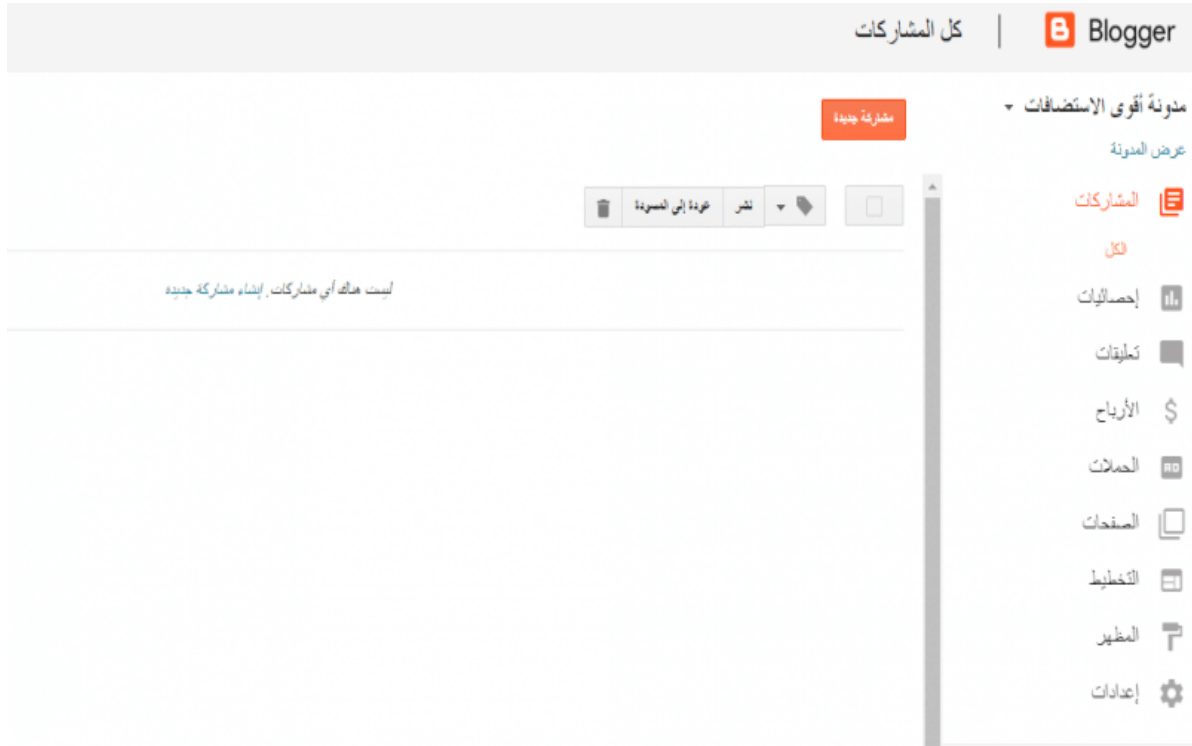 Blogger | كل المشاركات
مدونة أقوى الاستضافات
عرض المدونة
مشاركة جديدة
المشاركات
نشر عودة إلى المسودة
الكل
ليست هناك أي مشاركات. إنشاء مشاركة جديدة
إحصائيات
تعليقات
الأرباح
الحملات
AD
الصفحات
التخطيط
المظهر
إعدادات